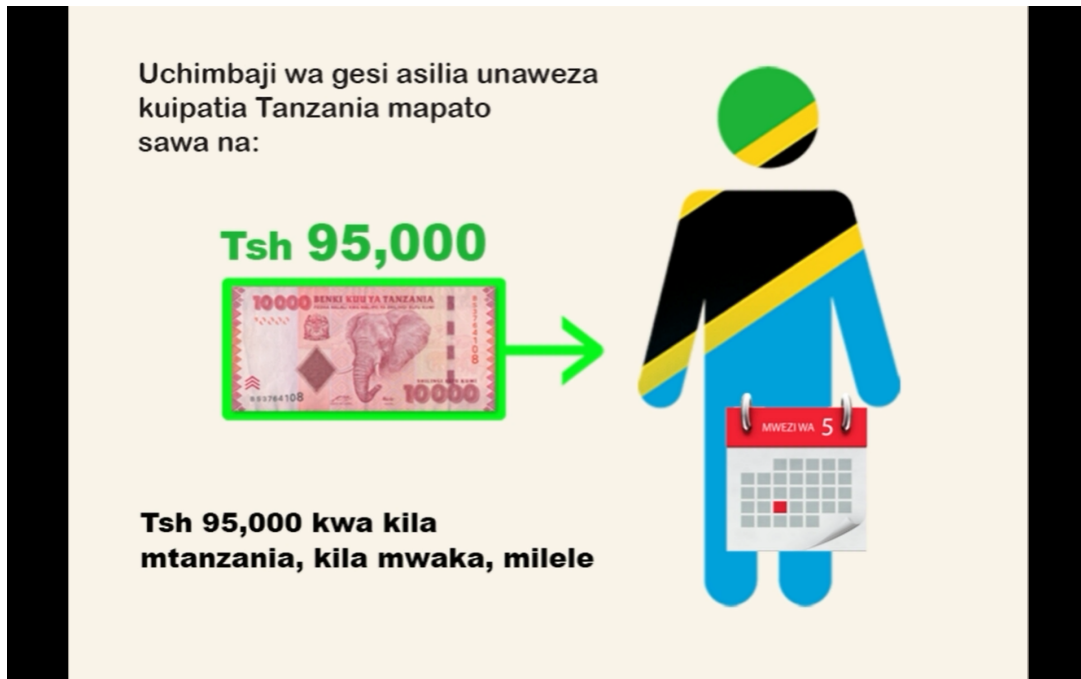 Uchimbaji wa gesi asilia unaweza
kuipatia Tanzania mapato
sawa na:
Tsh 95,000
10000 BENKI KUU YA TANZANIA
10000
Tsh 95,000 kwa kila
mtanzania, kila mwaka, milele
MWEZI WA 5